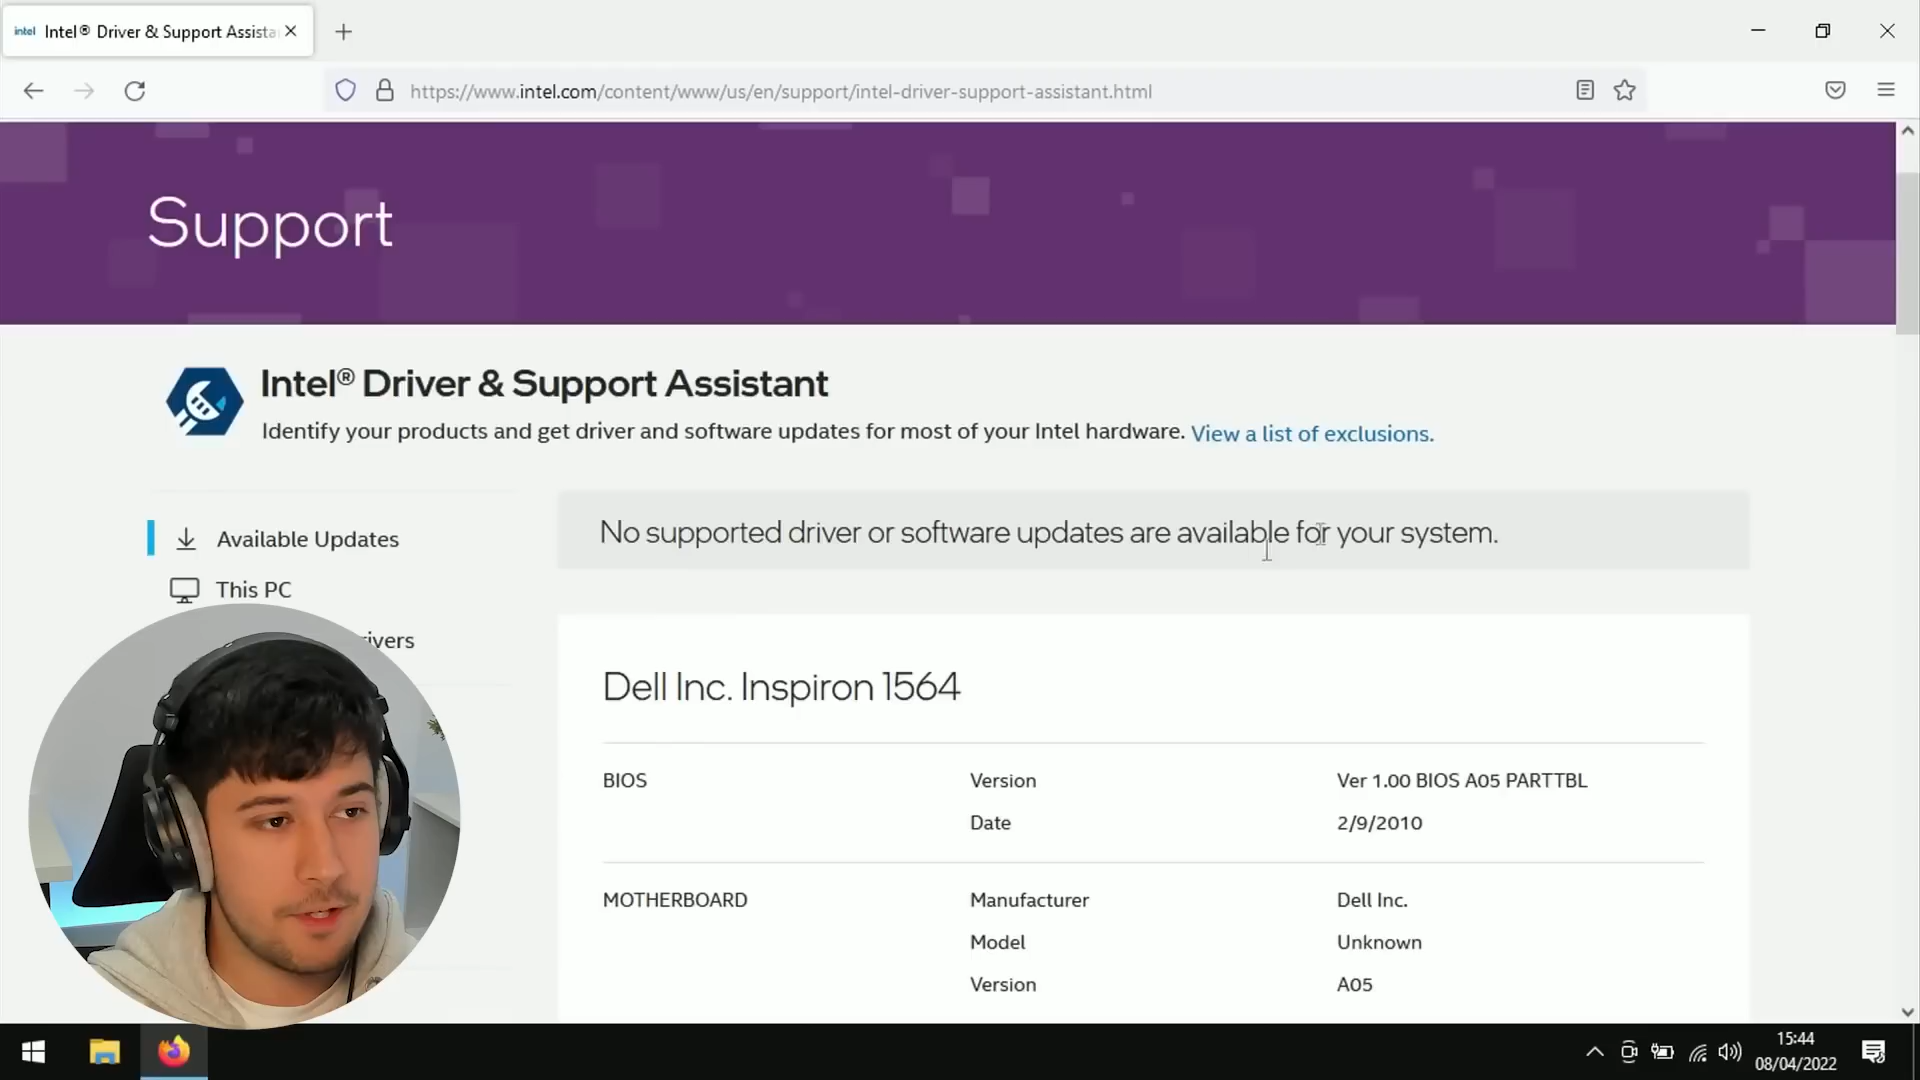 intel Intel® Driver & Support Assista
https://www.intel.com/content/www/us/en/support/intel-driver-support-assistant.html
Support
Intel® Driver & Support Assistant
Identify your products and get driver and software updates for most of your Intel hardware. View a list of exclusions.
Available Updates
This PC
No supported driver or software updates are available for your system.
Dell Inc. Inspiron 1564
BIOS Version Ver 1.00 BIOS A05 PARTTBL
Date 2/9/2010
MOTHERBOARD Manufacturer Dell Inc.
Model Unknown
Version A05
15:44
08/04/2022